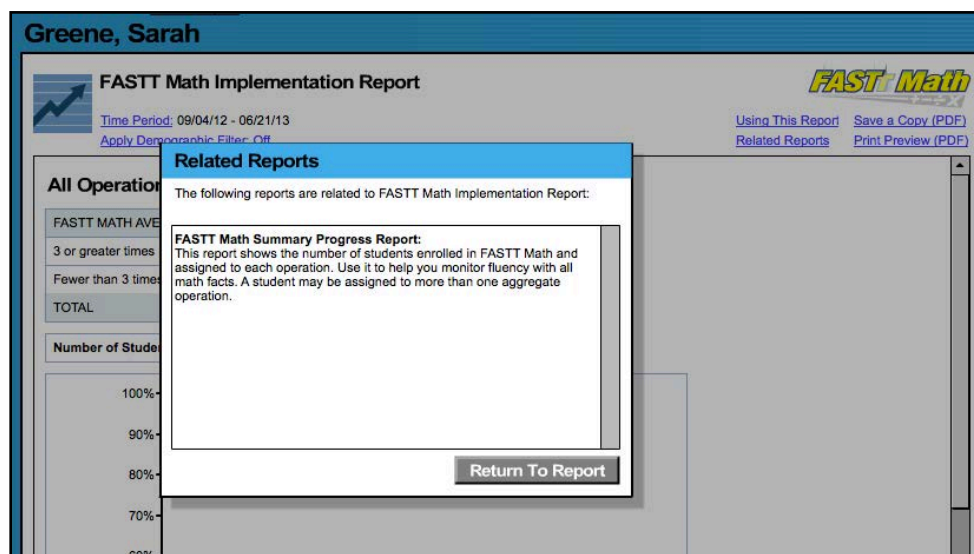 Greene, Sarah
FASTT Math Implementation Report
FASTT Math
Time Period: 09/04/12 - 06/21/13
Using This Report Save a Copy (PDF)
Apply Demographic Filter: Off
Related Reports Print Preview (PDF)
Related Reports
The following reports are related to FASTT Math Implementation Report:
FASTT Math Summary Progress Report:
This report shows the number of students enrolled in FASTT Math and
assigned to each operation. Use it to help you monitor fluency with all
math facts. A student may be assigned to more than one aggregate
operation.
Return To Report
All Operation
FASTT MATH AVE
3 or greater times
Fewer than 3 times
TOTAL
Number of Stude
100%
90%
80%
70%